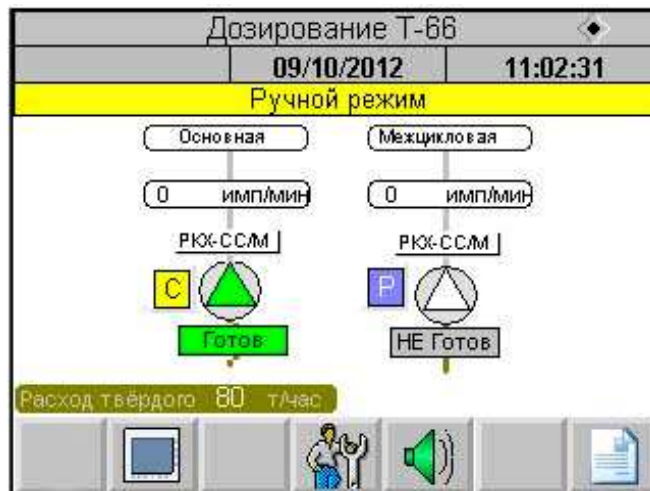 Дозирование Т-66
09/10/2012 11:02:31
Ручной режим
Основная Межцикловая
0 имп/мин 0 имп/мин
РКХ-СС/М РКХ-СС/М
С Р
Готов НЕ Готов
Расход твёрдого 80 т/час